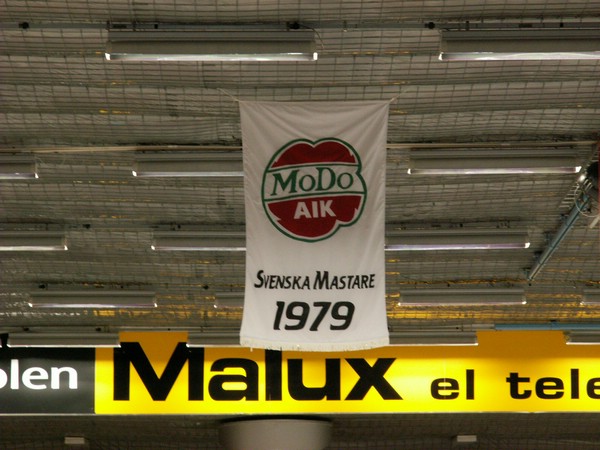 MoDo
AIK
SVENSKA MASTARE
1979
olen
Malux el tele